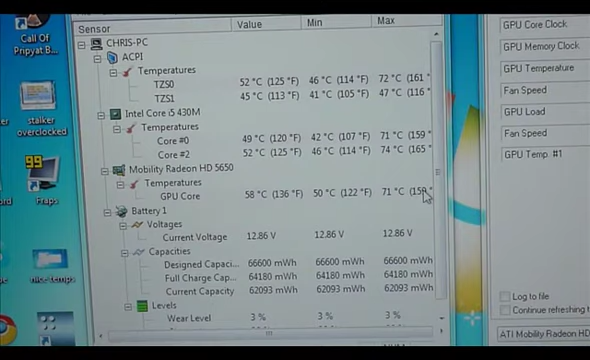 Sensor Value Min Max
CHRIS-PC
ACPI
Temperatures
TZS0 52 °C (125 °F) 46 °C (114 °F) 72 °C (161 °
TZS1 45 °C (113 °F) 41 °C (105 °F) 47 °C (116 °
Intel Core i5 430M
Temperatures
Core #0 49 °C (120 °F) 42 °C (107 °F) 71 °C (159 °
Core #2 52 °C (125 °F) 46 °C (114 °F) 74 °C (165 °
Mobility Radeon HD 5650
Temperatures
GPU Core 58 °C (136 °F) 50 °C (122 °F) 71 °C (159 °
Battery 1
Voltages
Current Voltage 12.86 V 12.86 V 12.86 V
Capacities
Designed Capaci... 66600 mWh 66600 mWh 66600 mWh
Full Charge Cap... 64180 mWh 64180 mWh 64180 mWh
Current Capacity 62093 mWh 62093 mWh 62093 mWh
Levels
Wear Level 3 % 3 % 3 %
Call Of
Pripyat B...
stalker
overclocked
99
Fraps
nice temps
GPU Core Clock
GPU Memory Clock
GPU Temperature
Fan Speed
GPU Load
Fan Speed
GPU Temp. #1
Log to file
Continue refreshing t
ATI Mobility Radeon HD